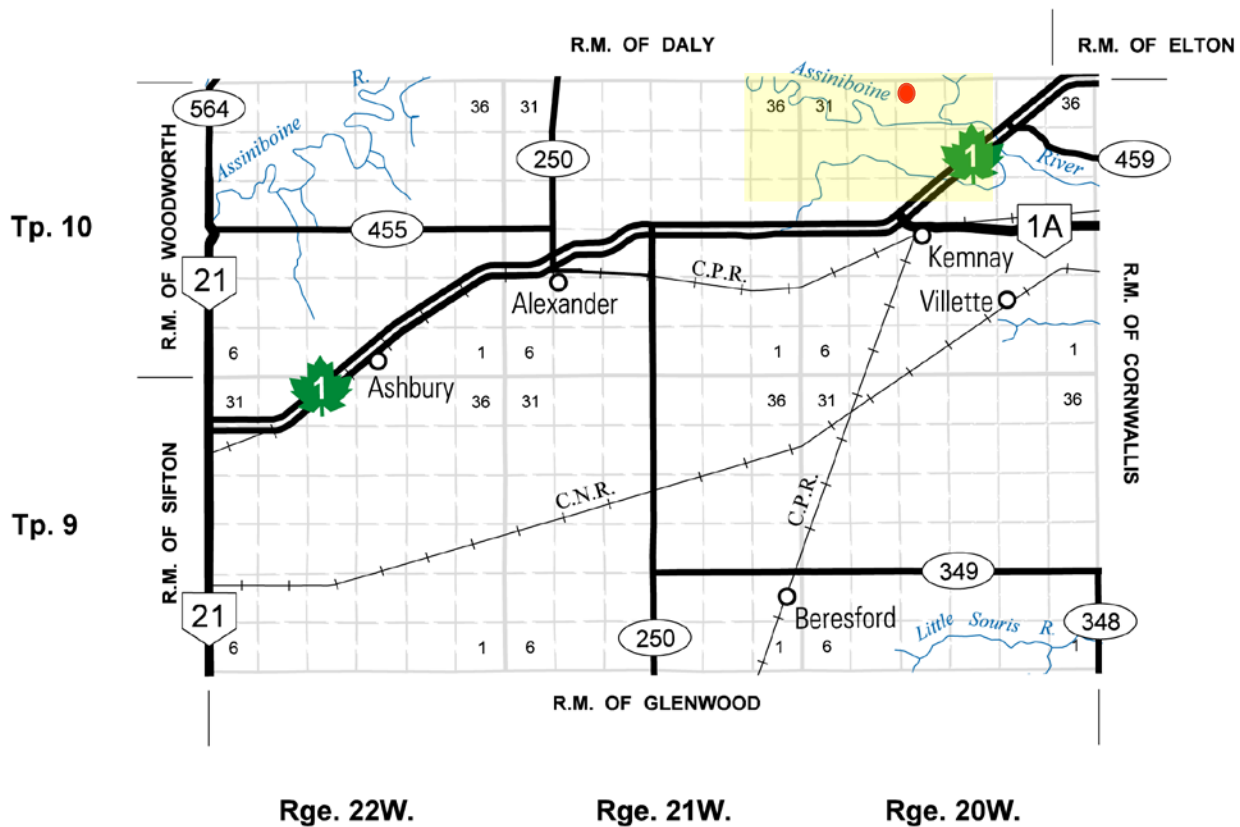 R.M. OF DALY
R.M. OF ELTON
R.
Assiniboine
564
36 31
36 31
36
Assiniboine
250
1
459
River
R.M. OF WOODWORTH
Tp. 10
455
1A
Kemnay
21
C.P.R.
Alexander
Villette
R.M. OF CORNWALLIS
6
1 6
1 6
1
1
Ashbury
31
36 31
36 31
36
R.M. OF SIFTON
C.N.R.
C.P.R.
Tp. 9
349
21
Beresford
Little Souris R.
348
250
6
1 6
1 6
1
R.M. OF GLENWOOD
Rge. 22W.
Rge. 21W.
Rge. 20W.